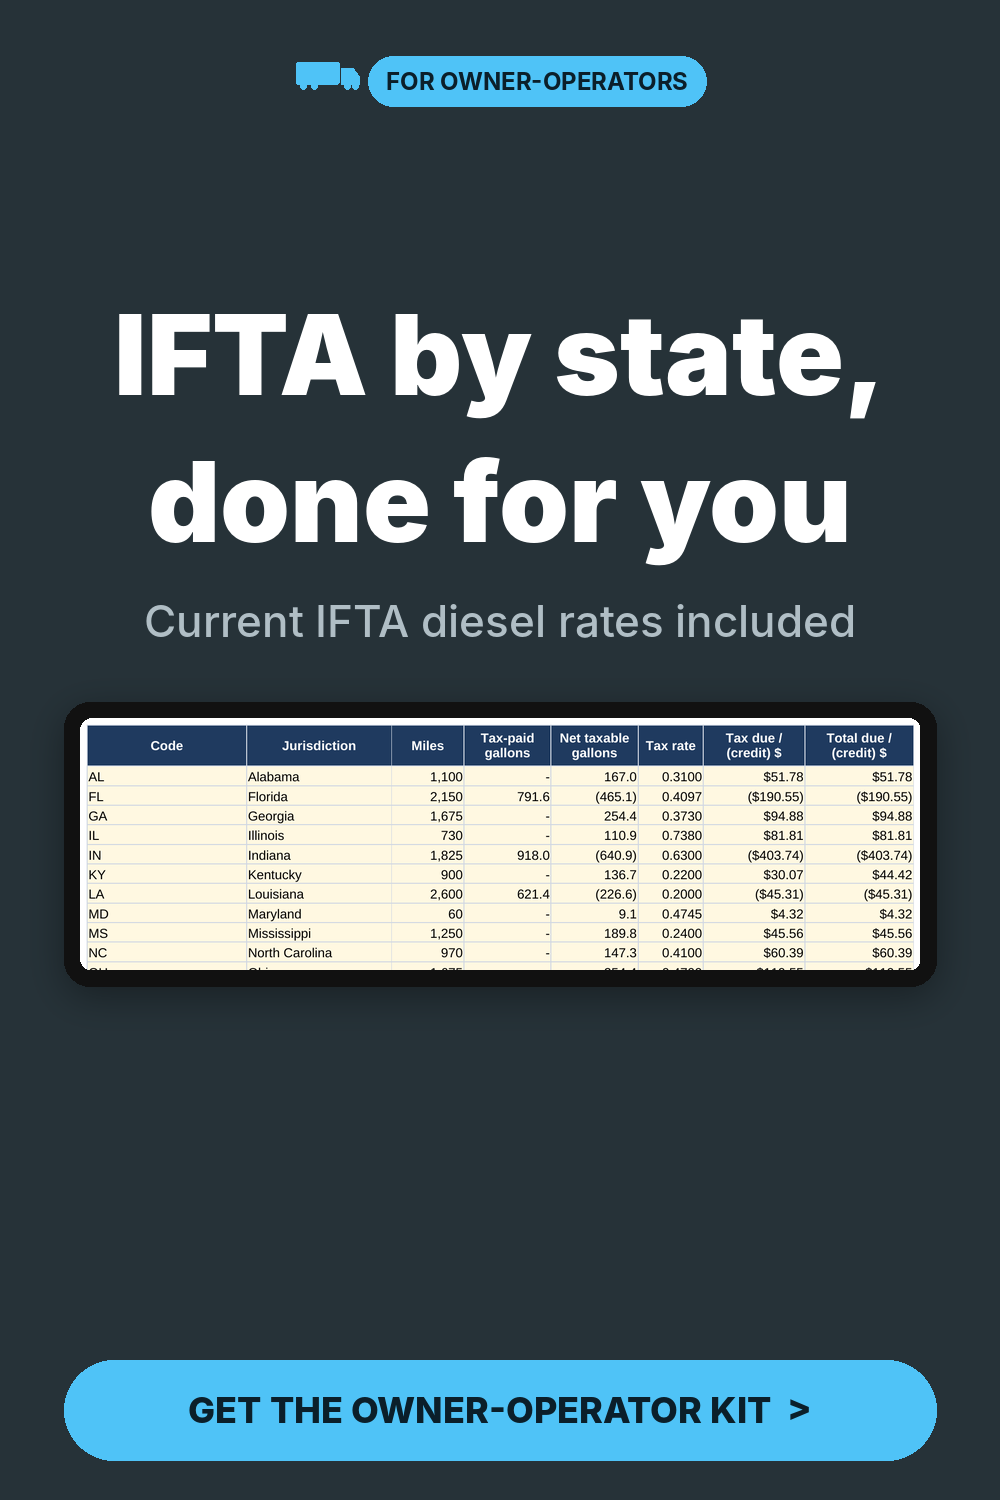 FOR OWNER-OPERATORS
IFTA by state,
done for you
Current IFTA diesel rates included
Code Jurisdiction Miles Tax-paid gallons Net taxable gallons Tax rate Tax due / (credit) $ Total due / (credit) $
AL Alabama 1,100 - 167.0 0.3100 $51.78 $51.78
FL Florida 2,150 791.6 (465.1) 0.4097 ($190.55) ($190.55)
GA Georgia 1,675 - 254.4 0.3730 $94.88 $94.88
IL Illinois 730 - 110.9 0.7380 $81.81 $81.81
IN Indiana 1,825 918.0 (640.9) 0.6300 ($403.74) ($403.74)
KY Kentucky 900 - 136.7 0.2200 $30.07 $44.42
LA Louisiana 2,600 621.4 (226.6) 0.2000 ($45.31) ($45.31)
MD Maryland 60 - 9.1 0.4745 $4.32 $4.32
MS Mississippi 1,250 - 189.8 0.2400 $45.56 $45.56
NC North Carolina 970 - 147.3 0.4100 $60.39 $60.39
GET THE OWNER-OPERATOR KIT >